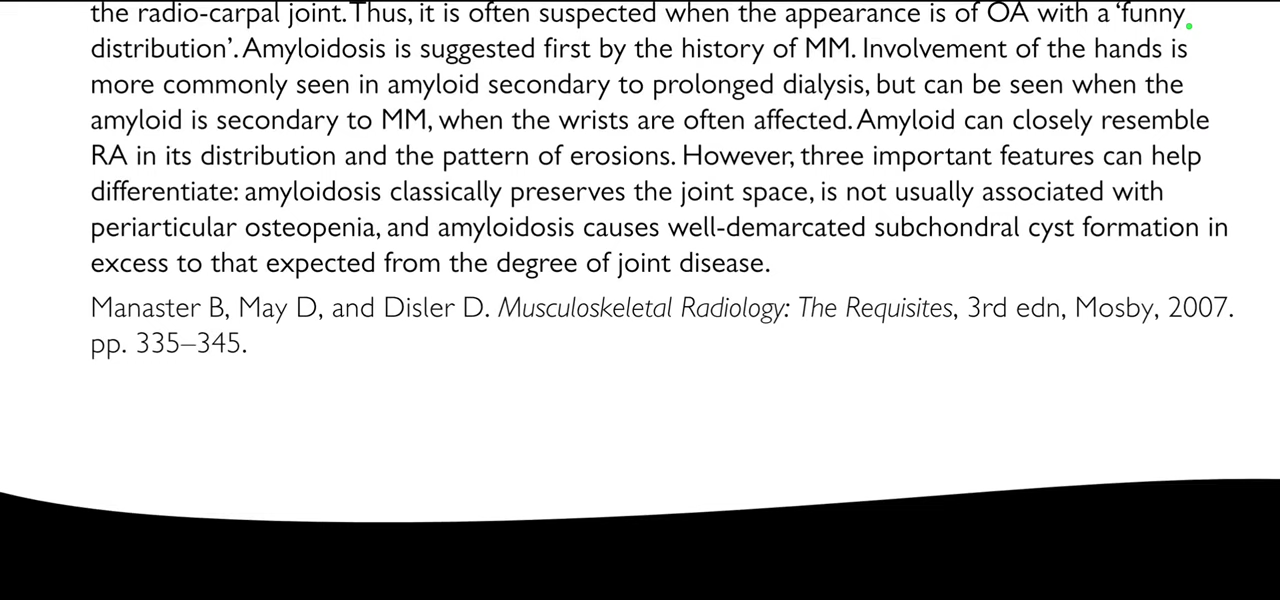 the radio-carpal joint. Thus, it is often suspected when the appearance is of OA with a ‘funny
distribution’. Amyloidosis is suggested first by the history of MM. Involvement of the hands is
more commonly seen in amyloid secondary to prolonged dialysis, but can be seen when the
amyloid is secondary to MM, when the wrists are often affected. Amyloid can closely resemble
RA in its distribution and the pattern of erosions. However, three important features can help
differentiate: amyloidosis classically preserves the joint space, is not usually associated with
periarticular osteopenia, and amyloidosis causes well-demarcated subchondral cyst formation in
excess to that expected from the degree of joint disease.
Manaster B, May D, and Disler D. Musculoskeletal Radiology: The Requisites, 3rd edn, Mosby, 2007.
pp. 335–345.